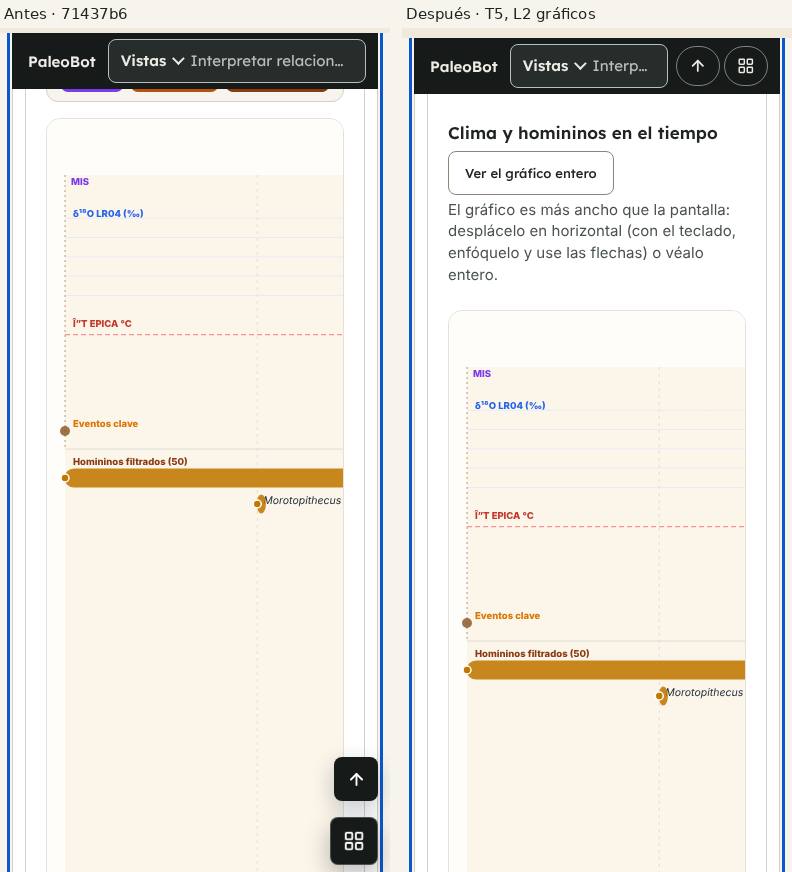 Antes · 71437b6
PaleoBot
Vistas Interpretar relacion...
MIS
δ¹⁸O LR04 (‰)
Î"T EPICA °C
Eventos clave
Homininos filtrados (50)
Morotopithecus
Después · T5, L2 gráficos
PaleoBot
Vistas Interp...
Clima y homininos en el tiempo
Ver el gráfico entero
El gráfico es más ancho que la pantalla:
desplácelo en horizontal (con el teclado,
enfóquelo y use las flechas) o véalo
entero.
MIS
δ¹⁸O LR04 (‰)
Î"T EPICA °C
Eventos clave
Homininos filtrados (50)
Morotopithecus